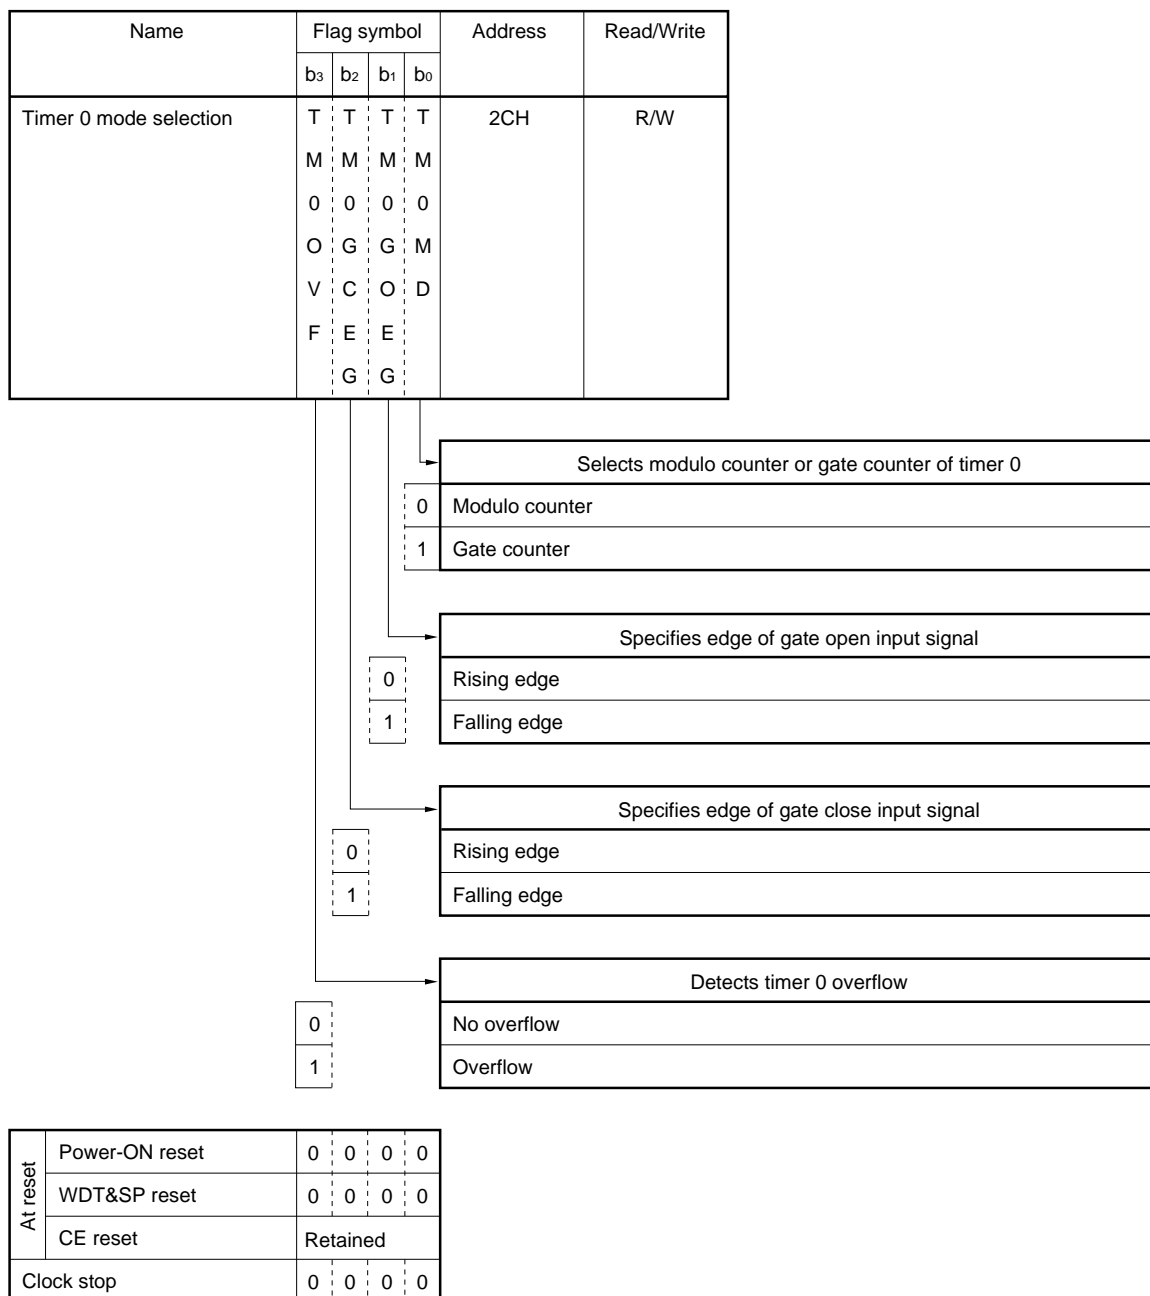 Name Flag symbol Address Read/Write
b3 b2 b1 b0
Timer 0 mode selection T T T T 2CH R/W
M M M M
0 0 0 0
O G G M
V C O D
F E E
G G
Selects modulo counter or gate counter of timer 0
0 Modulo counter
1 Gate counter
Specifies edge of gate open input signal
0 Rising edge
1 Falling edge
Specifies edge of gate close input signal
0 Rising edge
1 Falling edge
Detects timer 0 overflow
0 No overflow
1 Overflow
At reset
Power-ON reset 0 0 0 0
WDT&SP reset 0 0 0 0
CE reset Retained
Clock stop 0 0 0 0